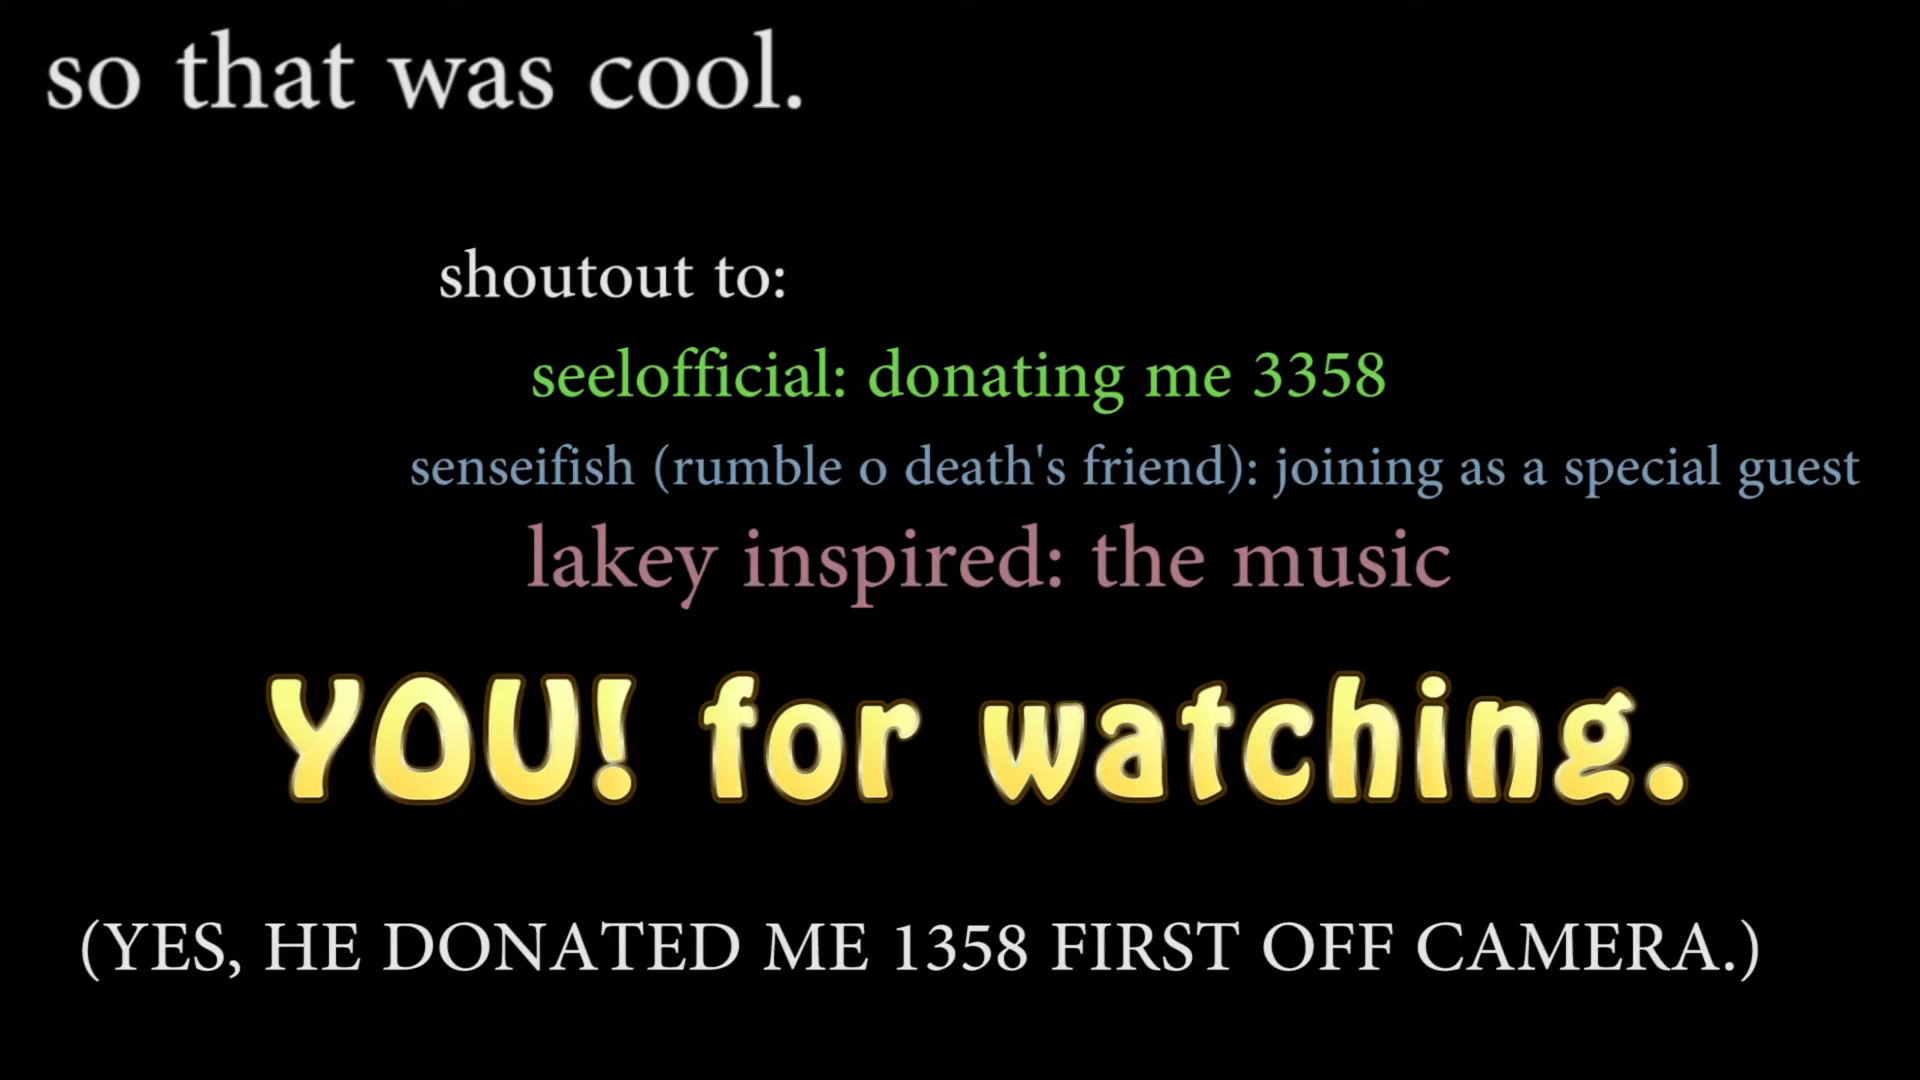 so that was cool.
shoutout to:
seelofficial: donating me 3358
senseifish (rumble o death's friend): joining as a special guest
lakey inspired: the music
YOU! for watching.
(YES, HE DONATED ME 1358 FIRST OFF CAMERA.)